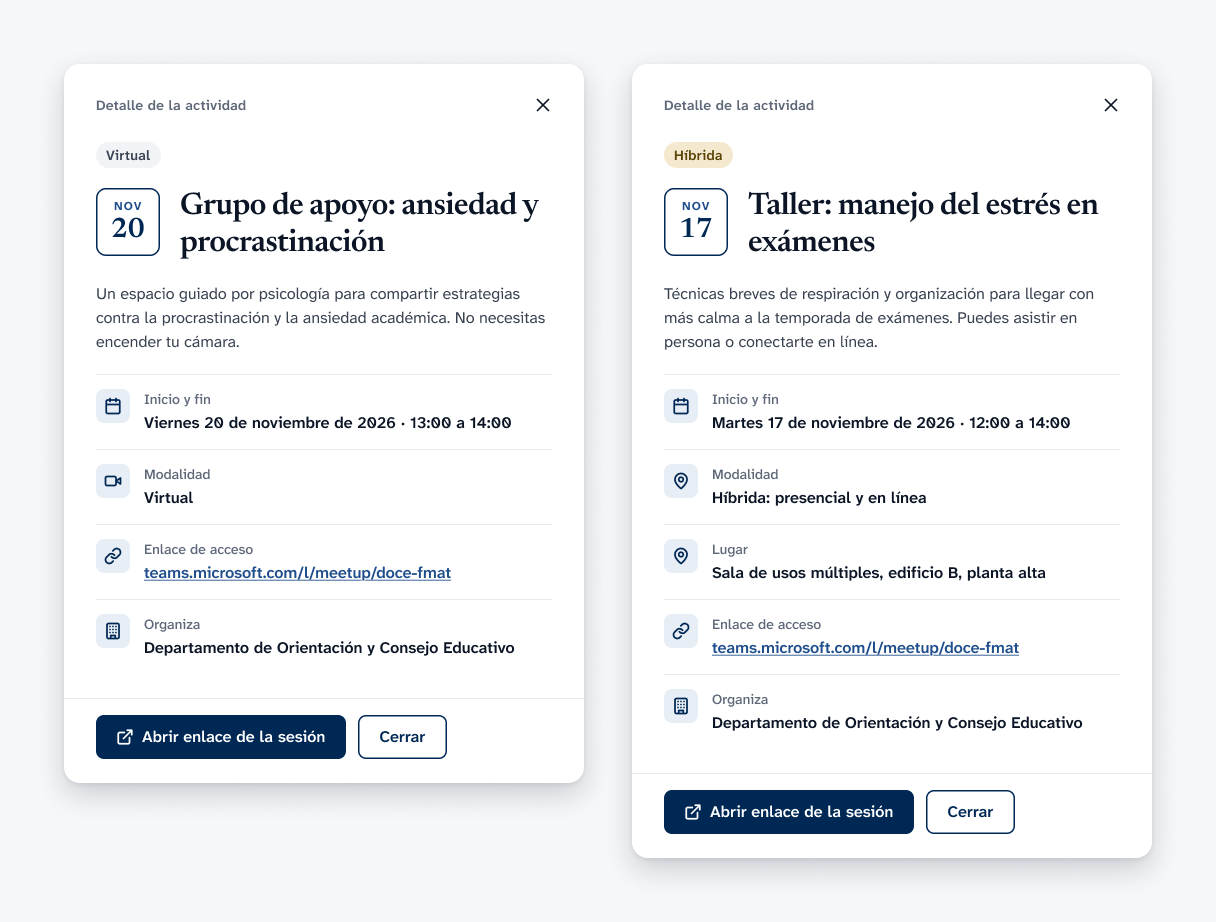 Detalle de la actividad
Virtual
NOV
20
Grupo de apoyo: ansiedad y
procrastinación
Un espacio guiado por psicología para compartir estrategias
contra la procrastinación y la ansiedad académica. No necesitas
encender tu cámara.
Inicio y fin
Viernes 20 de noviembre de 2026 · 13:00 a 14:00
Modalidad
Virtual
Enlace de acceso
teams.microsoft.com/l/meetup/doce-fmat
Organiza
Departamento de Orientación y Consejo Educativo
Abrir enlace de la sesión
Cerrar
Detalle de la actividad
Híbrida
NOV
17
Taller: manejo del estrés en
exámenes
Técnicas breves de respiración y organización para llegar con
más calma a la temporada de exámenes. Puedes asistir en
persona o conectarte en línea.
Inicio y fin
Martes 17 de noviembre de 2026 · 12:00 a 14:00
Modalidad
Híbrida: presencial y en línea
Lugar
Sala de usos múltiples, edificio B, planta alta
Enlace de acceso
teams.microsoft.com/l/meetup/doce-fmat
Organiza
Departamento de Orientación y Consejo Educativo
Abrir enlace de la sesión
Cerrar